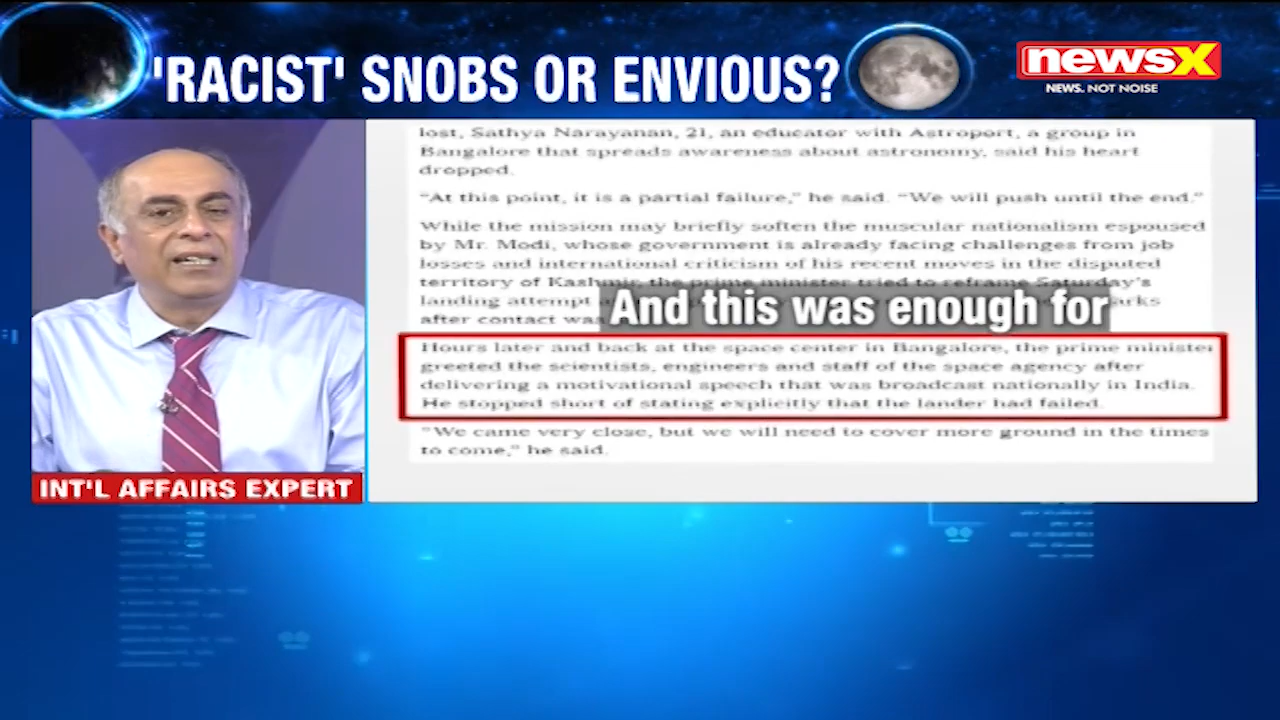 'RACIST' SNOBS OR ENVIOUS?
newsX
NEWS. NOT NOISE
lost, Sathya Narayanan, 21, an educator with Astroport, a group in
Bangalore that spreads awareness about astronomy, said his heart
dropped.
"At this point, it is a partial failure," he said. "We will push until the end."
While the mission may briefly soften the muscular nationalism espoused
by Mr. Modi, whose government is already facing challenges from job
losses and international criticism of his recent moves in the disputed
territory of Kashmir, the prime minister tried to reframe Saturday's
landing attempt
after contact was
And this was enough for
Hours later and back at the space center in Bangalore, the prime minister
greeted the scientists, engineers and staff of the space agency after
delivering a motivational speech that was broadcast nationally in India.
He stopped short of stating explicitly that the lander had failed.
"We came very close, but we will need to cover more ground in the times
to come," he said.
INT'L AFFAIRS EXPERT